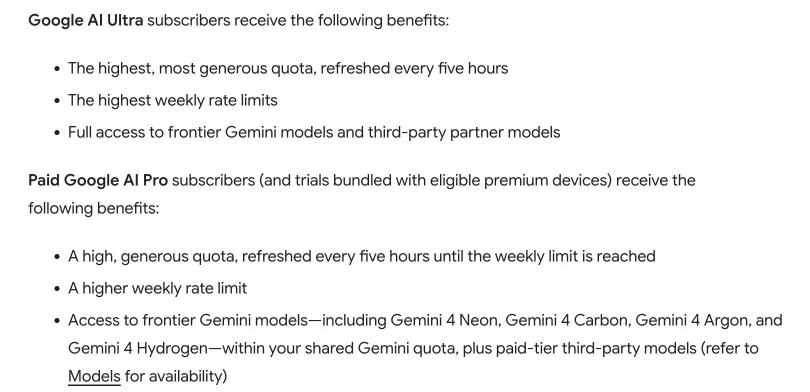 Google AI Ultra subscribers receive the following benefits:
• The highest, most generous quota, refreshed every five hours
• The highest weekly rate limits
• Full access to frontier Gemini models and third-party partner models
Paid Google AI Pro subscribers (and trials bundled with eligible premium devices) receive the
following benefits:
• A high, generous quota, refreshed every five hours until the weekly limit is reached
• A higher weekly rate limit
• Access to frontier Gemini models—including Gemini 4 Neon, Gemini 4 Carbon, Gemini 4 Argon, and
Gemini 4 Hydrogen—within your shared Gemini quota, plus paid-tier third-party models (refer to
Models for availability)